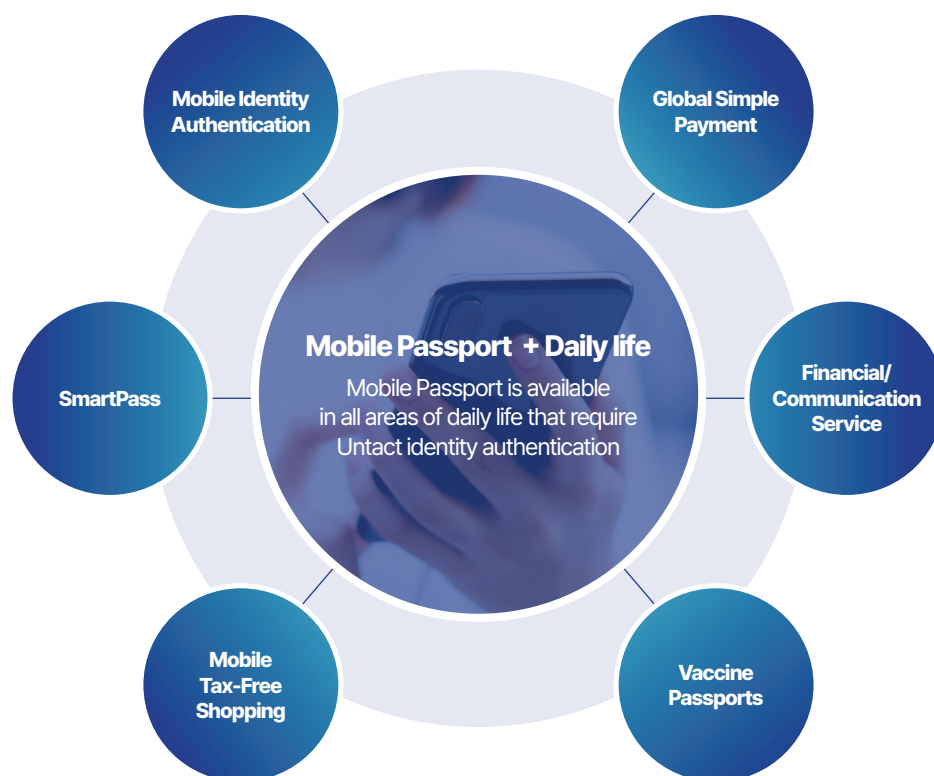 Mobile Identity
Authentication
Global Simple
Payment
Mobile Passport + Daily life
Mobile Passport is available
in all areas of daily life that require
Untact identity authentication
SmartPass
Financial/
Communication
Service
Mobile
Tax-Free
Shopping
Vaccine
Passports